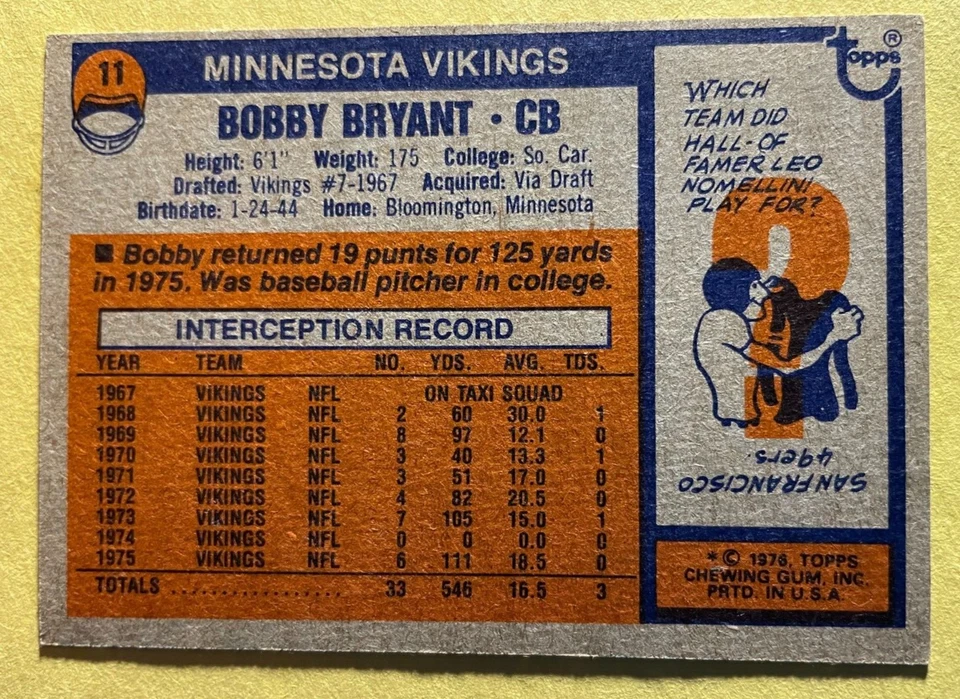 11
MINNESOTA VIKINGS
BOBBY BRYANT • CB
Height: 6'1" Weight: 175 College: So. Car.
Drafted: Vikings #7-1967 Acquired: Via Draft
Birthdate: 1-24-44 Home: Bloomington, Minnesota
■ Bobby returned 19 punts for 125 yards
in 1975. Was baseball pitcher in college.
INTERCEPTION RECORD
YEAR TEAM NO. YDS. AVG. TDS.
1967 VIKINGS NFL ON TAXI SQUAD
1968 VIKINGS NFL 2 60 30.0 1
1969 VIKINGS NFL 8 97 12.1 0
1970 VIKINGS NFL 3 40 13.3 1
1971 VIKINGS NFL 3 51 17.0 0
1972 VIKINGS NFL 4 82 20.5 0
1973 VIKINGS NFL 7 105 15.0 1
1974 VIKINGS NFL 0 0 0.0 0
1975 VIKINGS NFL 6 111 18.5 0
TOTALS .................. 33 546 16.5 3
topps ®
WHICH
TEAM DID
HALL-OF
FAMER LEO
NOMELLINI
PLAY FOR?
SAN FRANCISCO
49ers.
* © 1976, TOPPS
CHEWING GUM, INC.
PRTD. IN U.S.A.